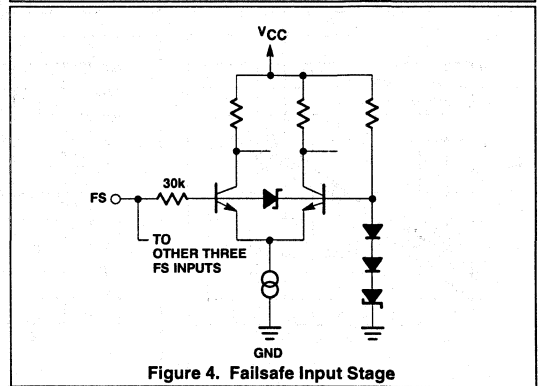 VCC
30k
FS
TO
OTHER THREE
FS INPUTS
GND
Figure 4. Failsafe Input Stage